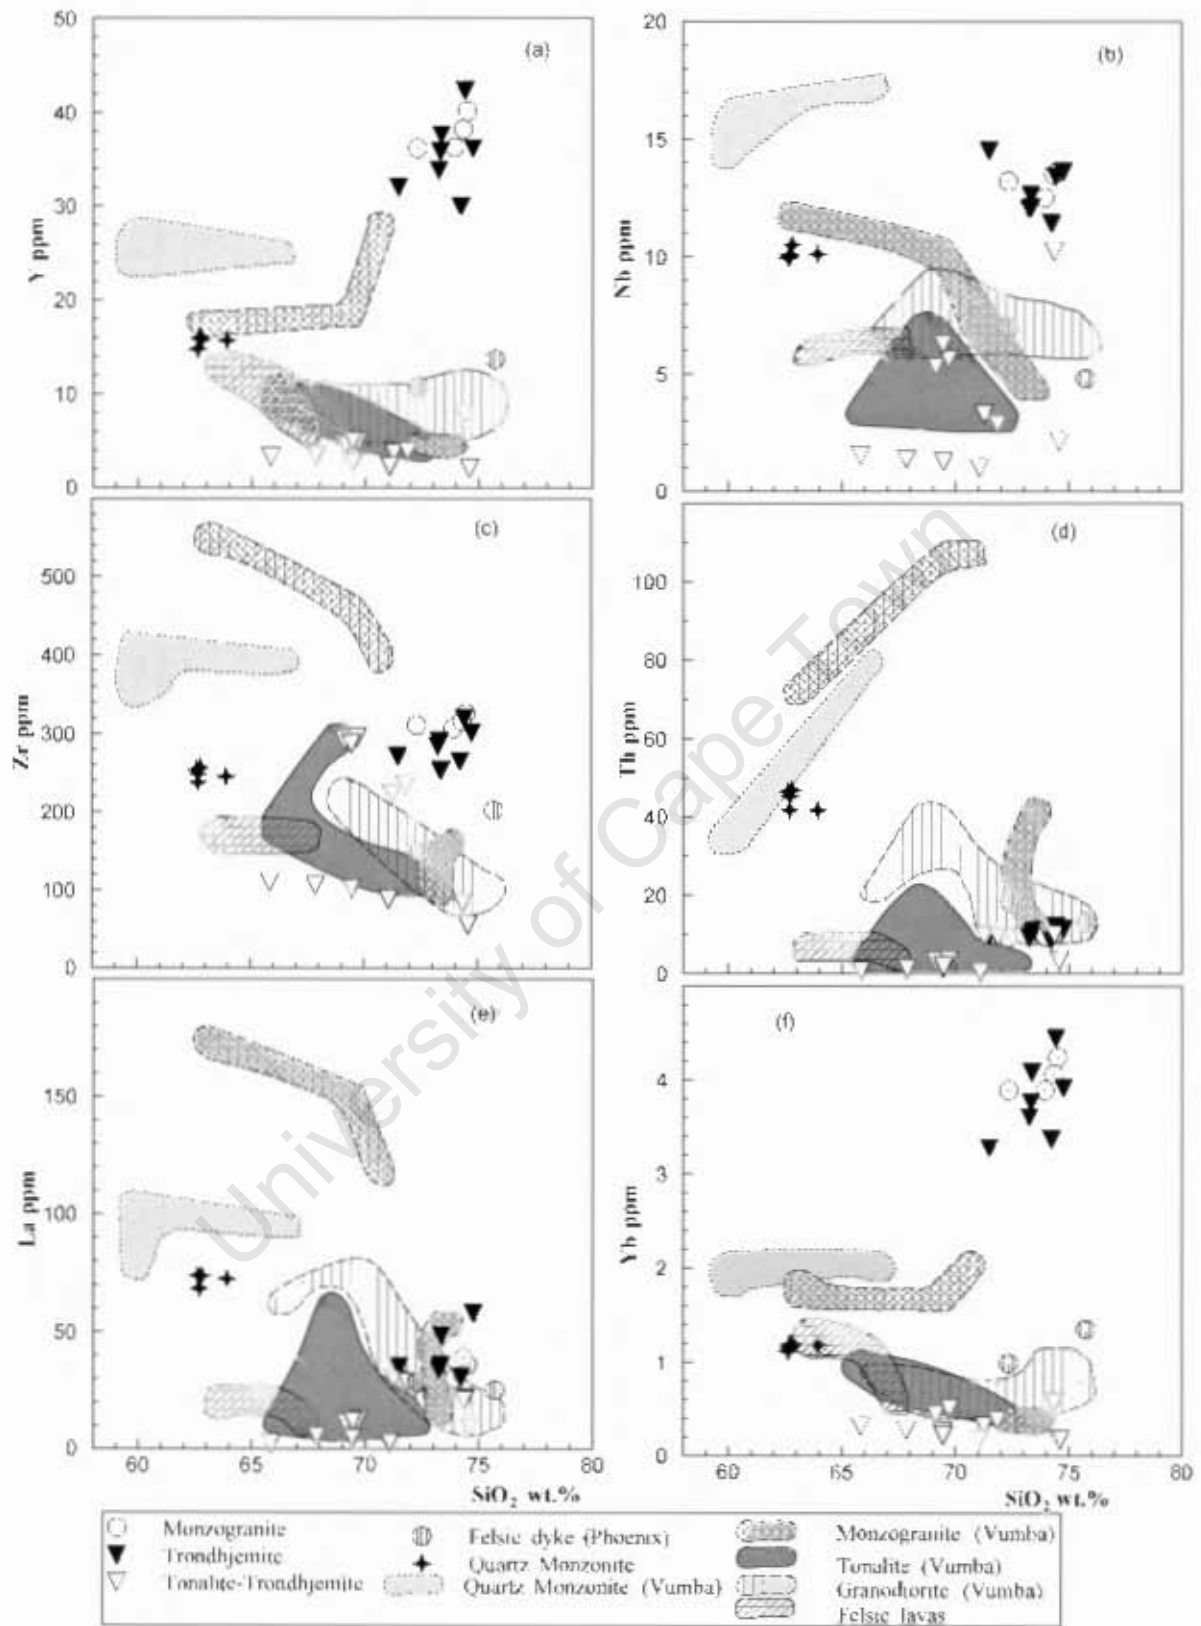 50
40
30
20
10
0
Y ppm
(a)
20
15
10
5
0
Nb ppm
(b)
500
400
300
200
100
0
Zr ppm
(c)
100
80
60
40
20
0
Th ppm
(d)
150
100
50
0
La ppm
(e)
60
65
70
75
80
SiO2 wt.%
4
2
1
0
Yb ppm
(f)
60
65
70
75
80
SiO2 wt.%
Monzogranite
Trondhjemite
Tonalite-Trondhjemite
Felsic dyke (Phoenix)
Quartz Monzonite
Quartz Monzonite (Vumba)
Monzogranite (Vumba)
Tonalite (Vumba)
Granodiorite (Vumba)
Felsic lavas
University of Cape Town